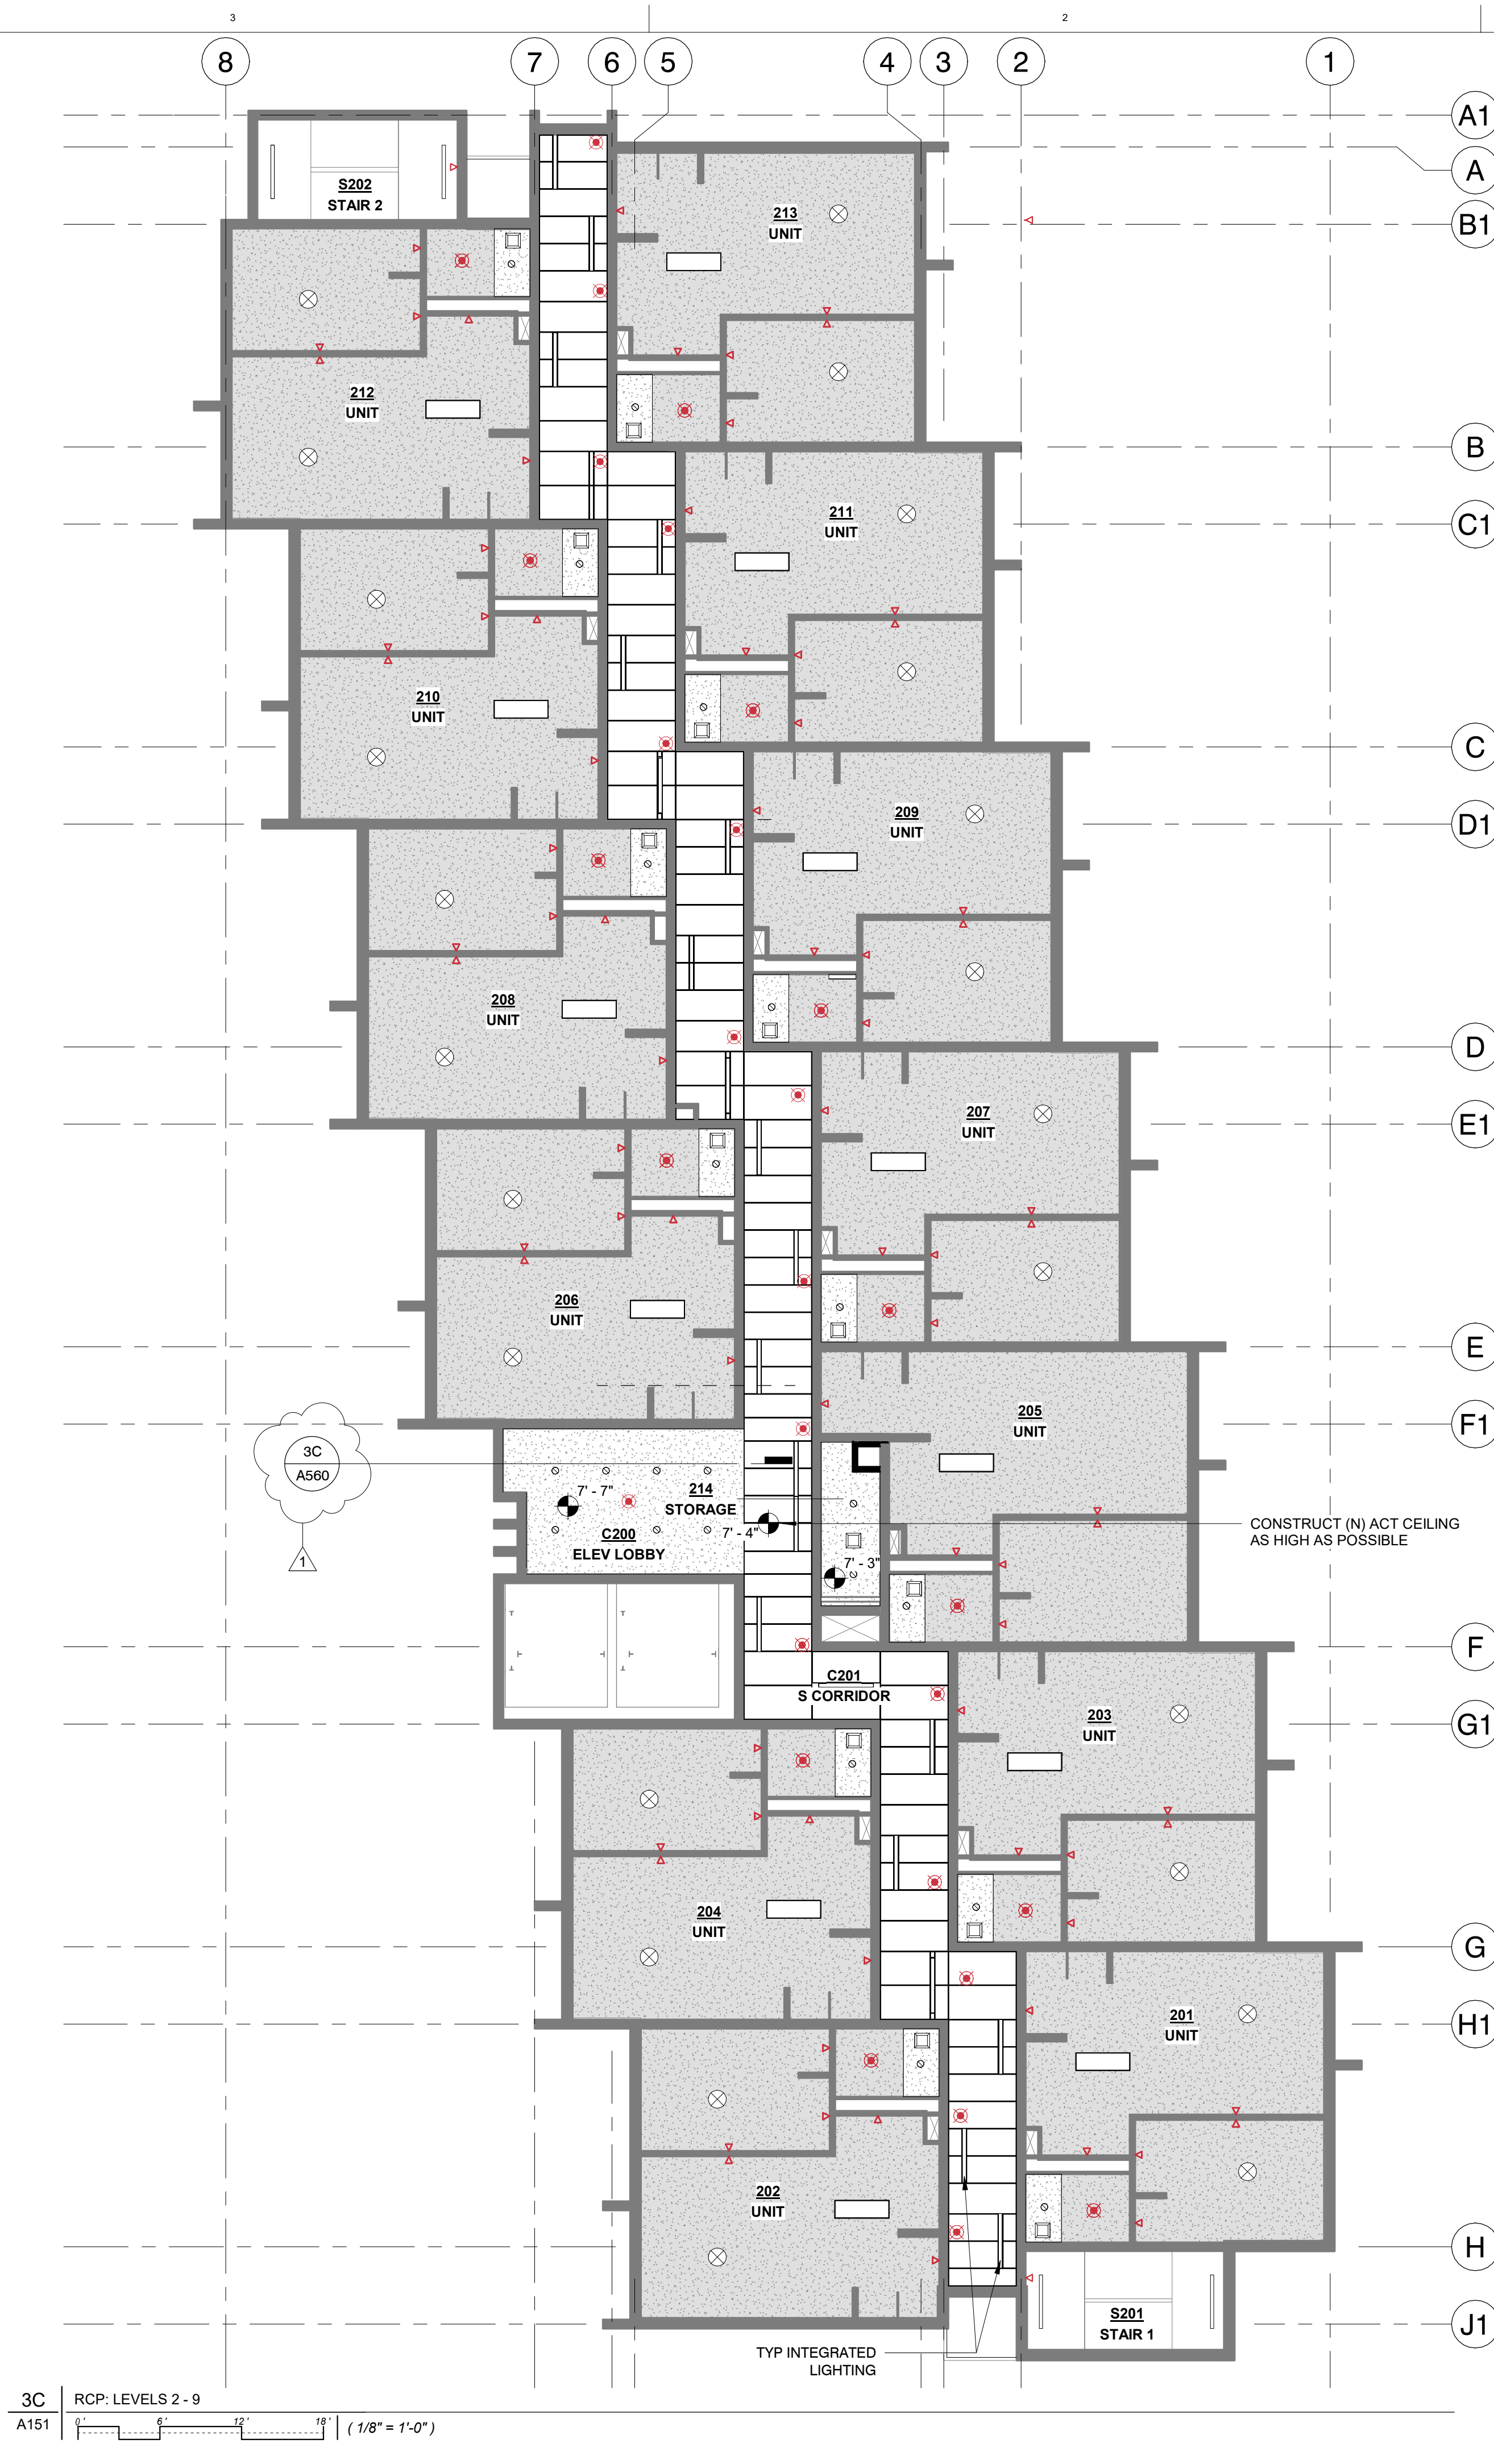 3
2
8
7
6
5
4
3
2
1
A1
A
B1
B
C1
C
D1
D
E1
E
F1
F
G1
G
H1
H
J1
S202
STAIR 2
213
UNIT
212
UNIT
211
UNIT
210
UNIT
209
UNIT
208
UNIT
207
UNIT
206
UNIT
205
UNIT
3C
A560
1
7' - 7"
214
STORAGE
C200
ELEV LOBBY
7' - 4"
7' - 3"
CONSTRUCT (N) ACT CEILING
AS HIGH AS POSSIBLE
C201
S CORRIDOR
203
UNIT
204
UNIT
201
UNIT
202
UNIT
S201
STAIR 1
TYP INTEGRATED
LIGHTING
3C
A151
RCP: LEVELS 2 - 9
0' 6' 12' 18'
( 1/8" = 1'-0" )